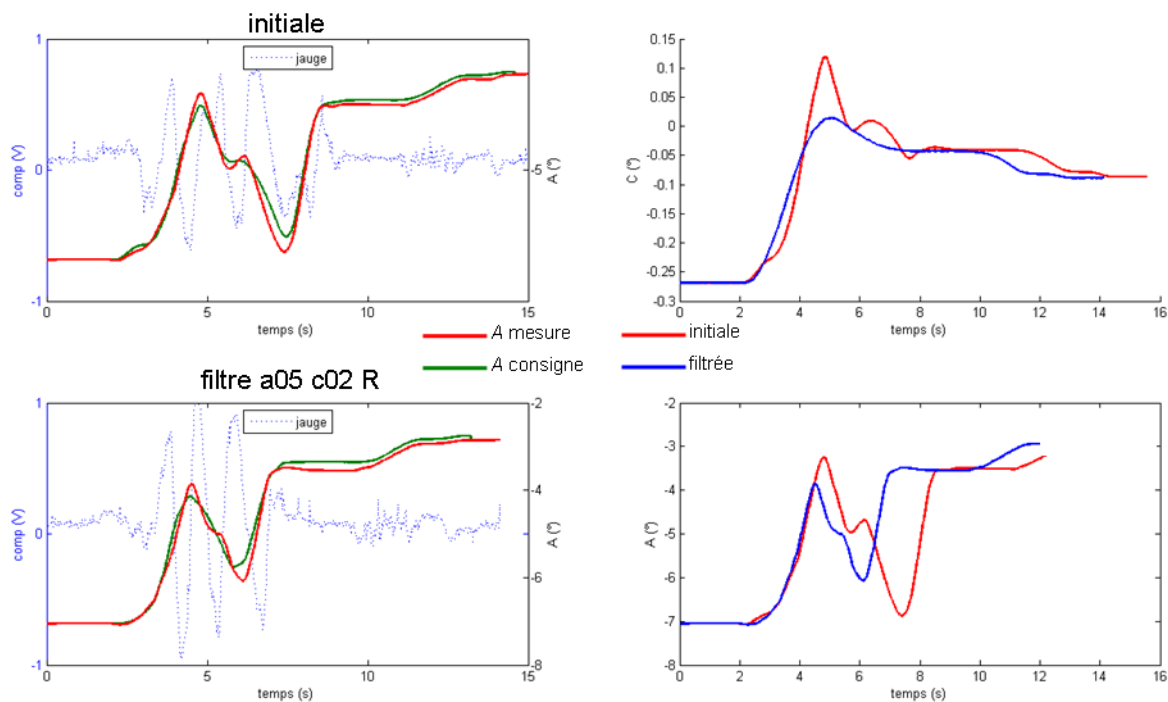 initiale
jauge
1
0
-1
comp (V)
-5
A (º)
0 5 10 15
temps (s)
0.15
0.1
0.05
0
-0.05
-0.1
-0.15
-0.2
-0.25
-0.3
C (º)
0 2 4 6 8 10 12 14 16
temps (s)
A mesure
A consigne
initiale
filtrée
filtre a05 c02 R
jauge
1
0
-1
comp (V)
-2
-4
-6
-8
A (º)
0 5 10 15
temps (s)
-2
-3
-4
-5
-6
-7
-8
A (º)
0 2 4 6 8 10 12 14 16
temps (s)